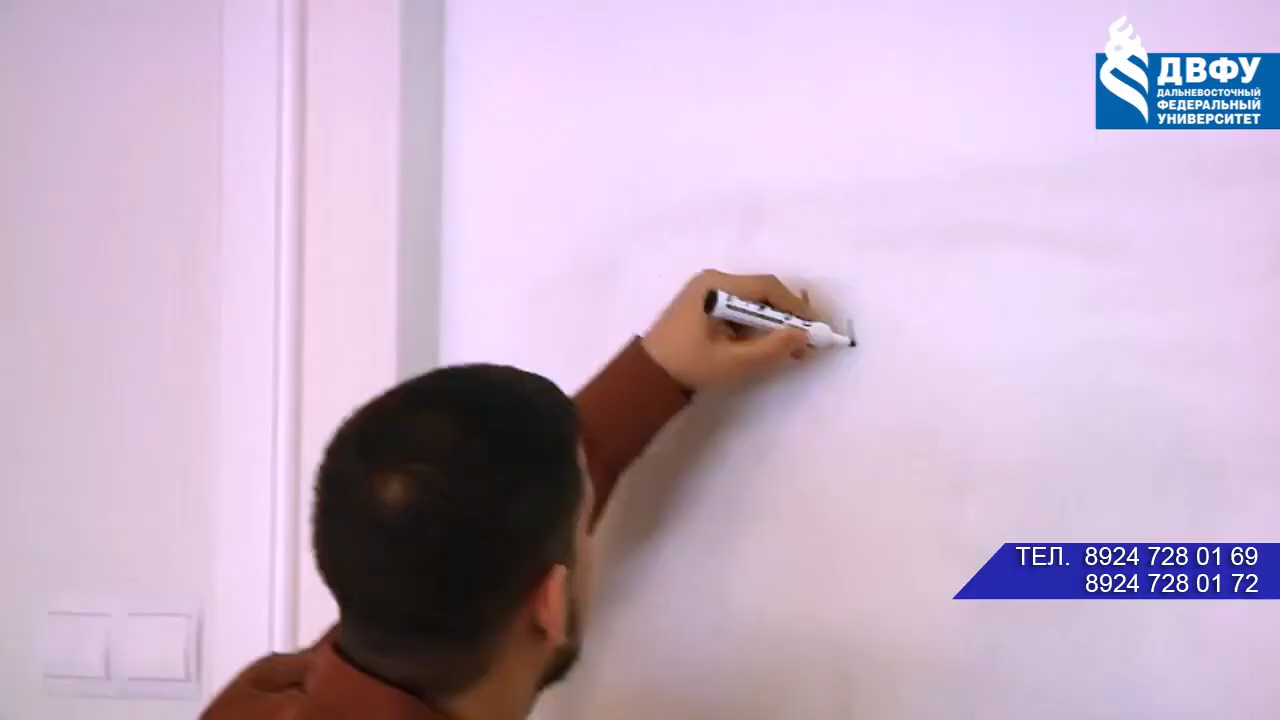 ДВФУ
ДАЛЬНЕВОСТОЧНЫЙ
ФЕДЕРАЛЬНЫЙ
УНИВЕРСИТЕТ
ТЕЛ. 8924 728 01 69
8924 728 01 72